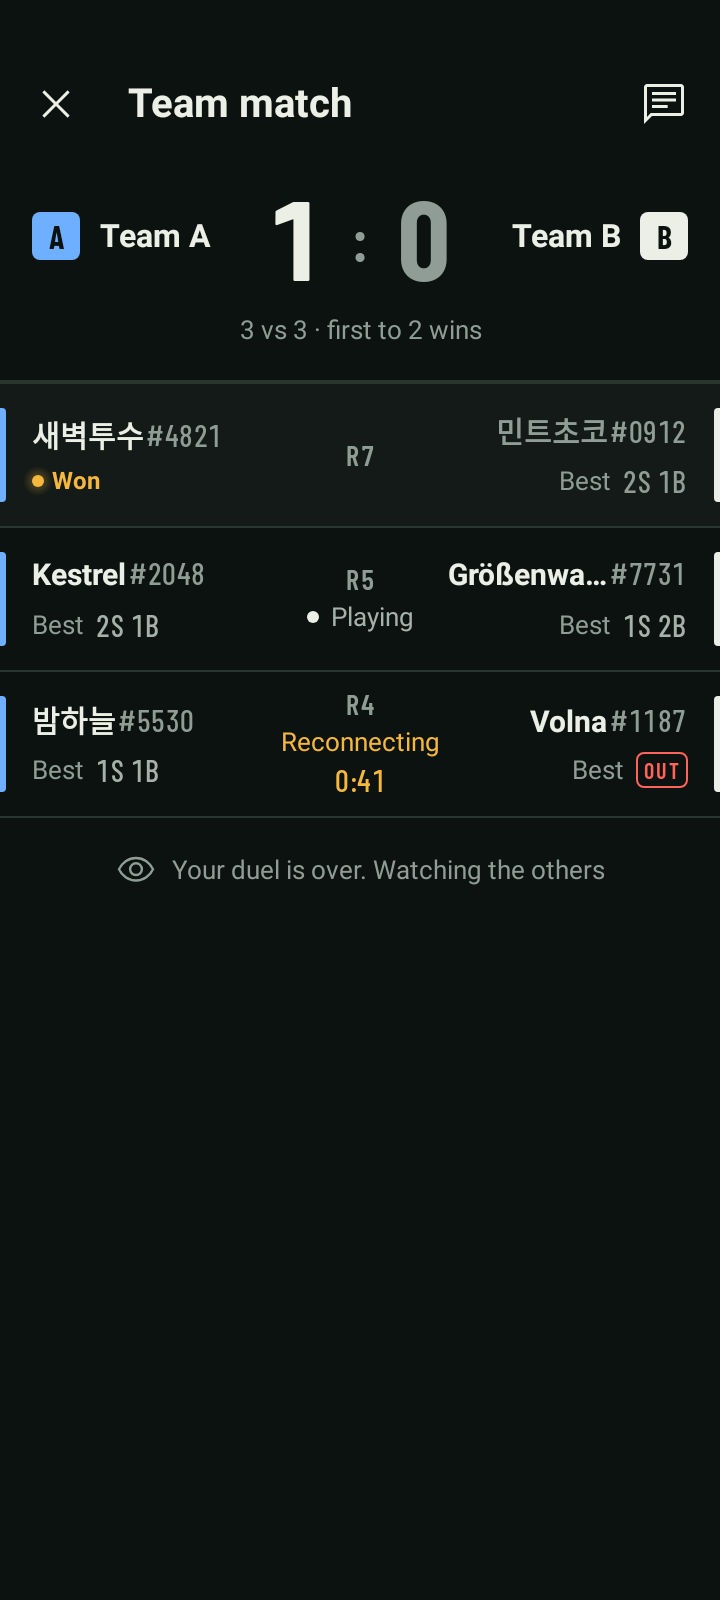 Team match
A Team A 1 : 0 Team B B
3 vs 3 · first to 2 wins
새벽투수#4821 R7 민트초코#0912
Won Best 2S 1B
Kestrel#2048 R5 Größenwa…#7731
Best 2S 1B Playing Best 1S 2B
밤하늘#5530 R4 Volna#1187
Reconnecting
Best 1S 1B 0:41 Best OUT
Your duel is over. Watching the others